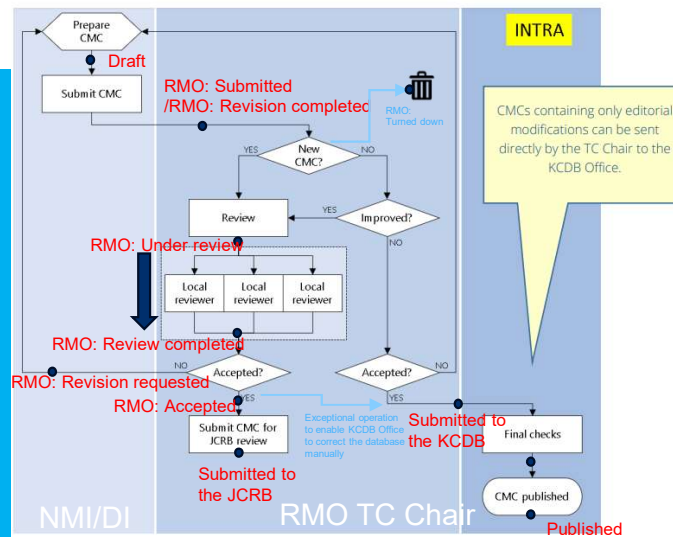 Prepare
CMC
INTRA
Draft
Submit CMC
RMO: Submitted
/RMO: Revision completed
RMO:
Turned down
CMCs containing only editorial
modifications can be sent
directly by the TC Chair to the
KCDB Office.
New
CMC?
YES
NO
Review
YES
Improved?
NO
RMO: Under review
Local
reviewer
Local
reviewer
Local
reviewer
RMO: Review completed
NO
Accepted?
Accepted?
NO
RMO: Revision requested
YES
YES
RMO: Accepted
Exceptional operation
to enable KCDB Office
to correct the database
manually
Submitted to
the KCDB
Submit CMC for
JCRB review
Final checks
Submitted to
the JCRB
CMC published
NMI/DI
RMO TC Chair
Published